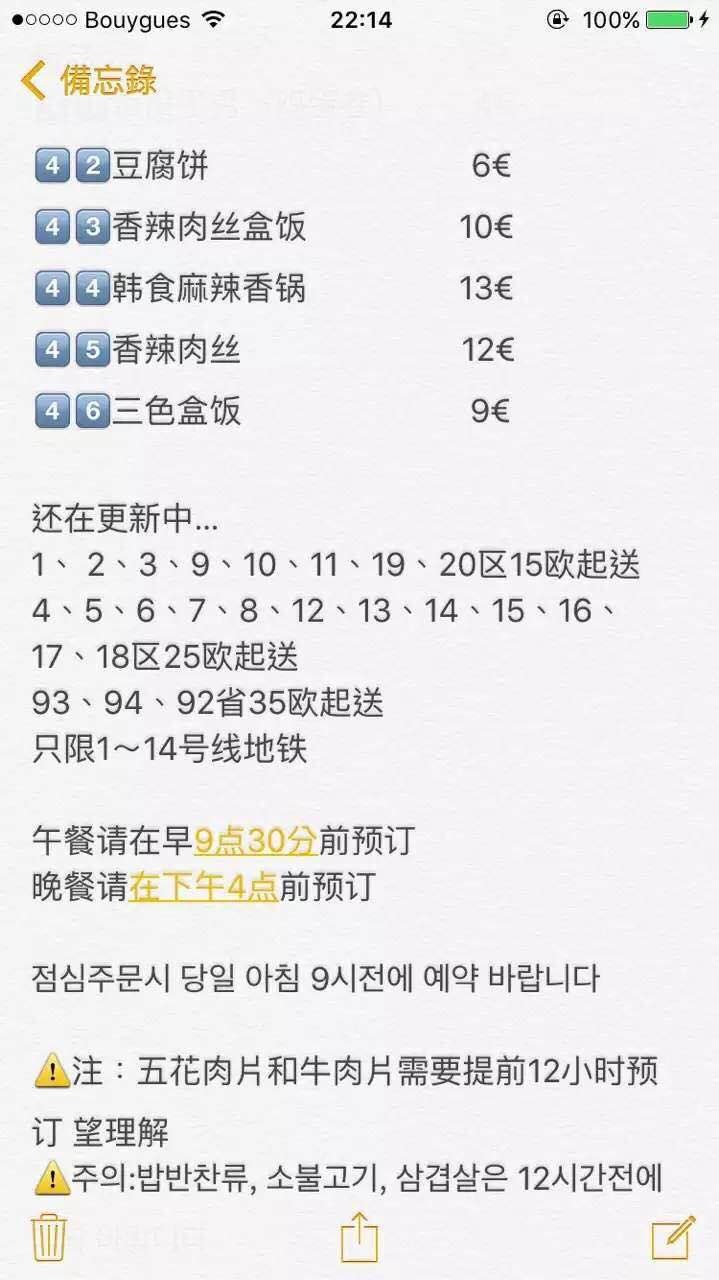 Bouygues 22:14 100%
備忘錄
42豆腐饼 6€
43香辣肉丝盒饭 10€
44韩食麻辣香锅 13€
45香辣肉丝 12€
46三色盒饭 9€
还在更新中...
1、 2、3、9、10、11、19、20区15欧起送
4、5、6、7、8、12、13、14、15、16、
17、18区25欧起送
93、94、92省35欧起送
只限1～14号线地铁
午餐请在早9点30分前预订
晚餐请在下午4点前预订
점심주문시 당일 아침 9시전에 예약 바랍니다
⚠️注：五花肉片和牛肉片需要提前12小时预
订 望理解
⚠️주의:밥반찬류, 소불고기, 삼겹살은 12시간전에